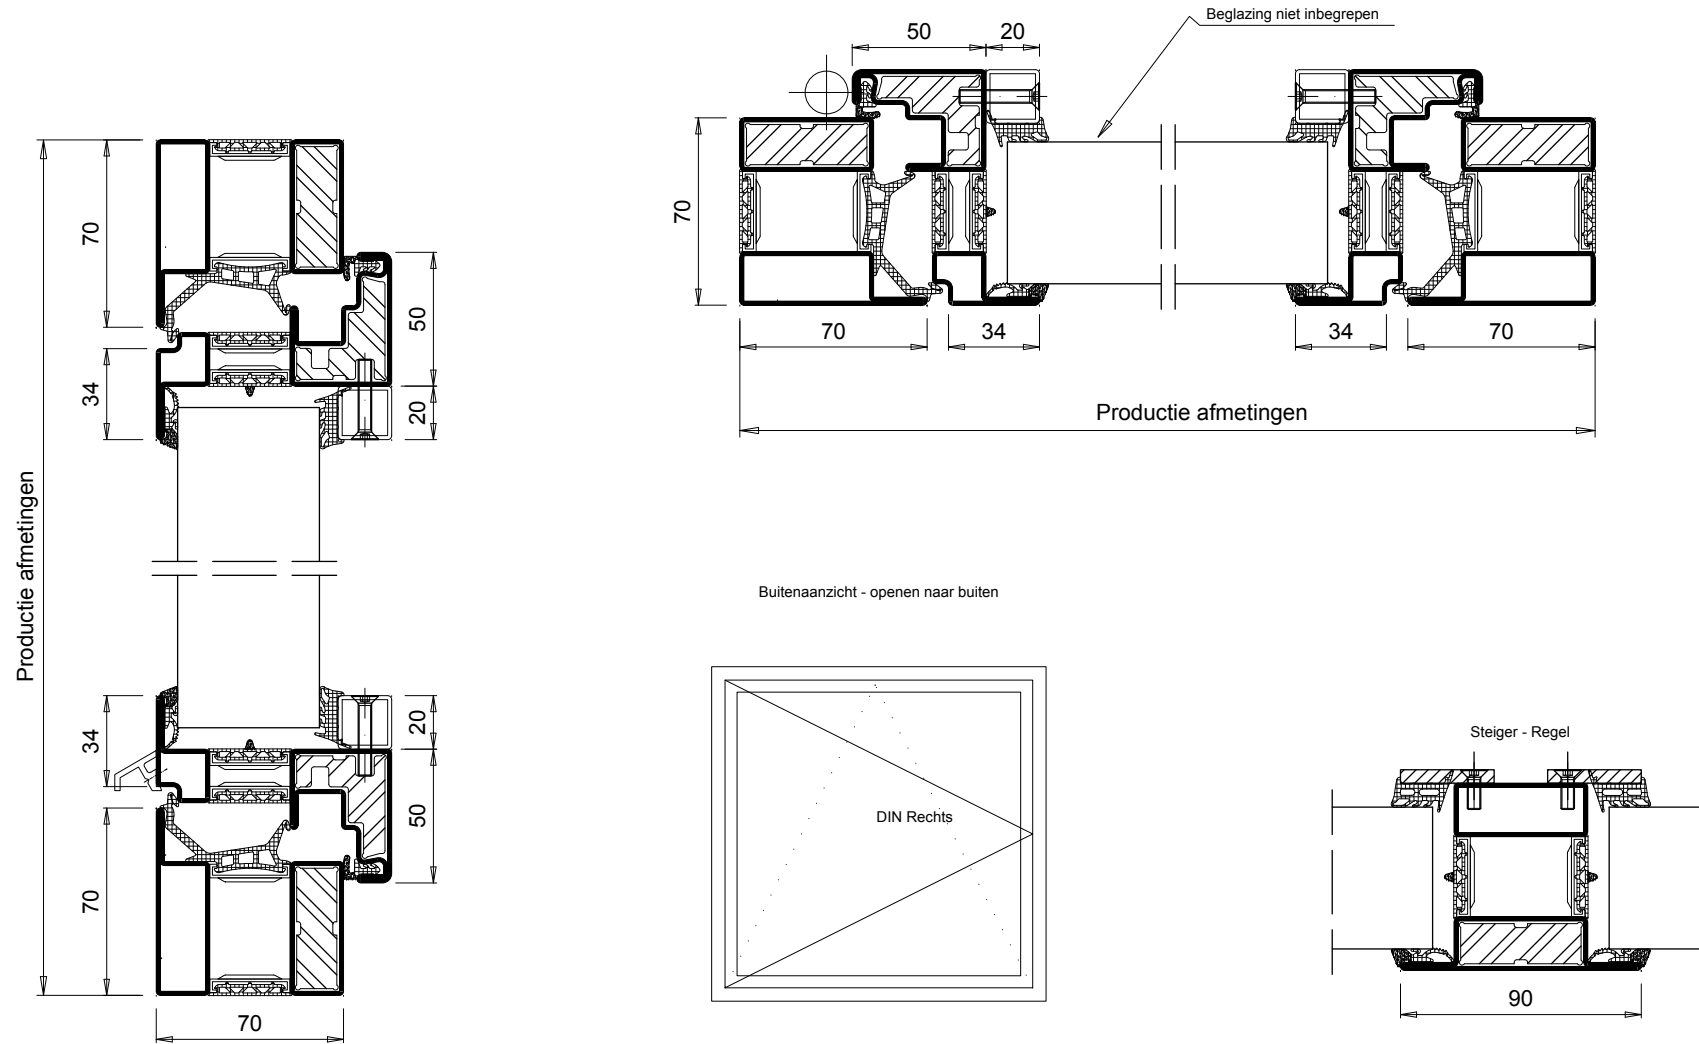 Beglazing niet inbegrepen
50
20
70
70
34
34
70
Productie afmetingen
70
34
50
20
Productie afmetingen
34
70
20
50
70
Buitenaanzicht - openen naar buiten
DIN Rechts
Steiger - Regel
90